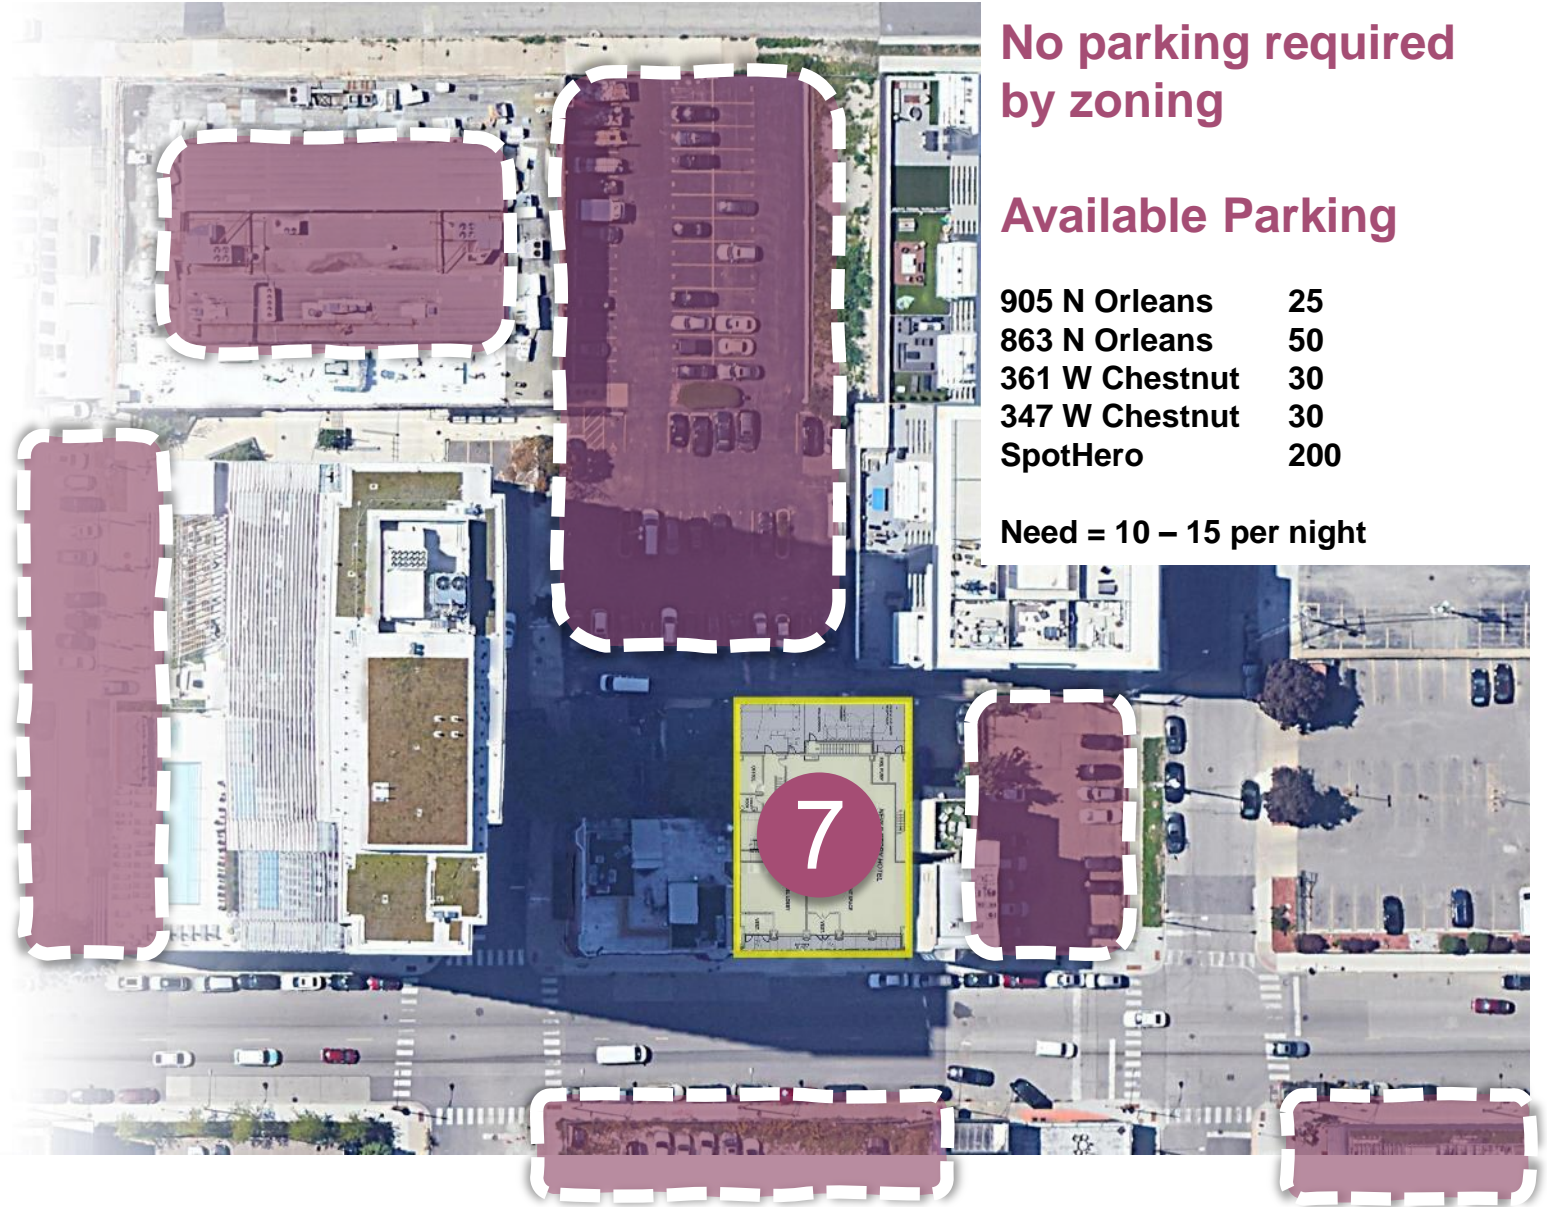 No parking required
by zoning
Available Parking
905 N Orleans 25
863 N Orleans 50
361 W Chestnut 30
347 W Chestnut 30
SpotHero 200
Need = 10 – 15 per night
7